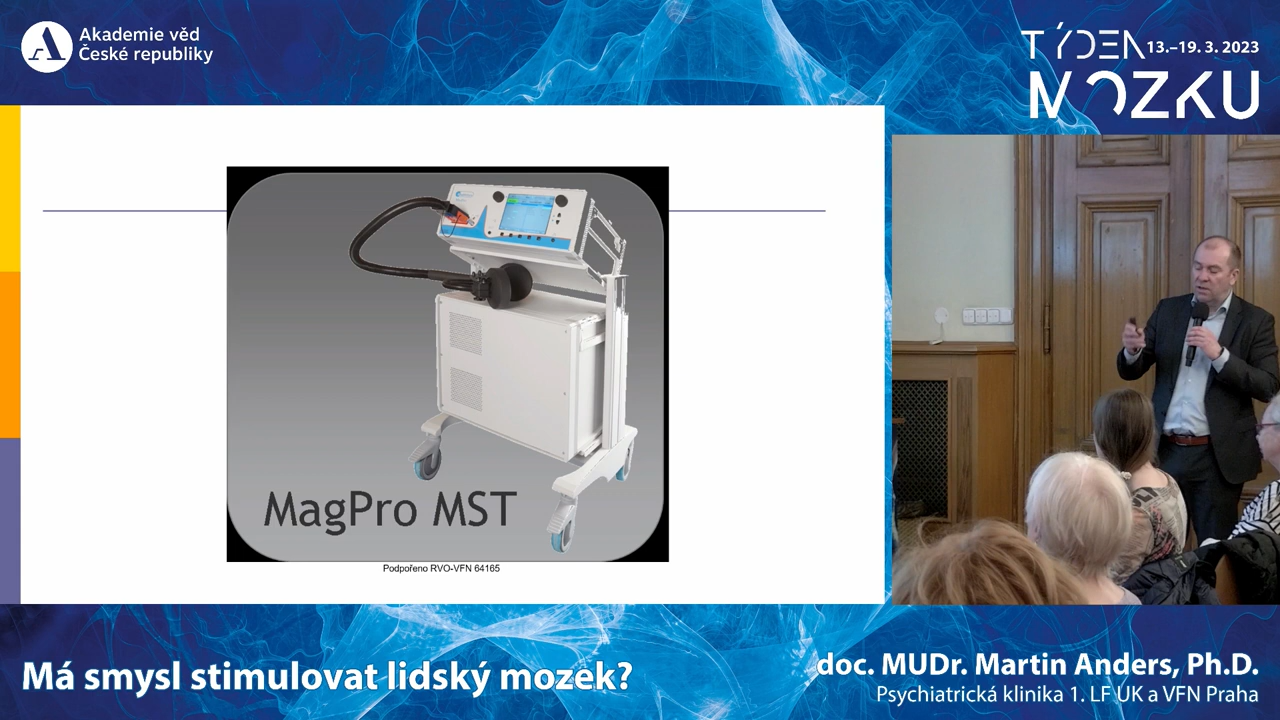 Akademie věd
České republiky
TÝDEN 13.–19. 3. 2023
MOZKU
MagPro MST
Podpořeno RVO-VFN 64165
Má smysl stimulovat lidský mozek?
doc. MUDr. Martin Anders, Ph.D.
Psychiatrická klinika 1. LF UK a VFN Praha